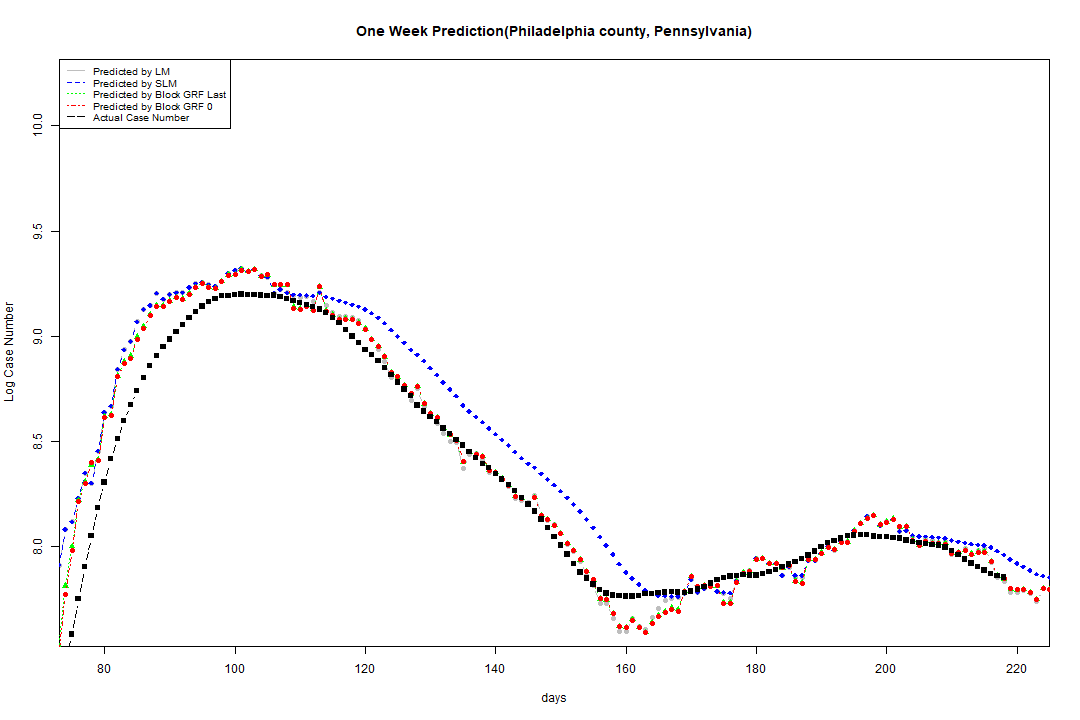 One Week Prediction(Philadelphia county, Pennsylvania)
Predicted by LM
Predicted by SLM
Predicted by Block GRF Last
Predicted by Block GRF 0
Actual Case Number
10.0
9.5
9.0
8.5
8.0
Log Case Number
80 100 120 140 160 180 200 220
days